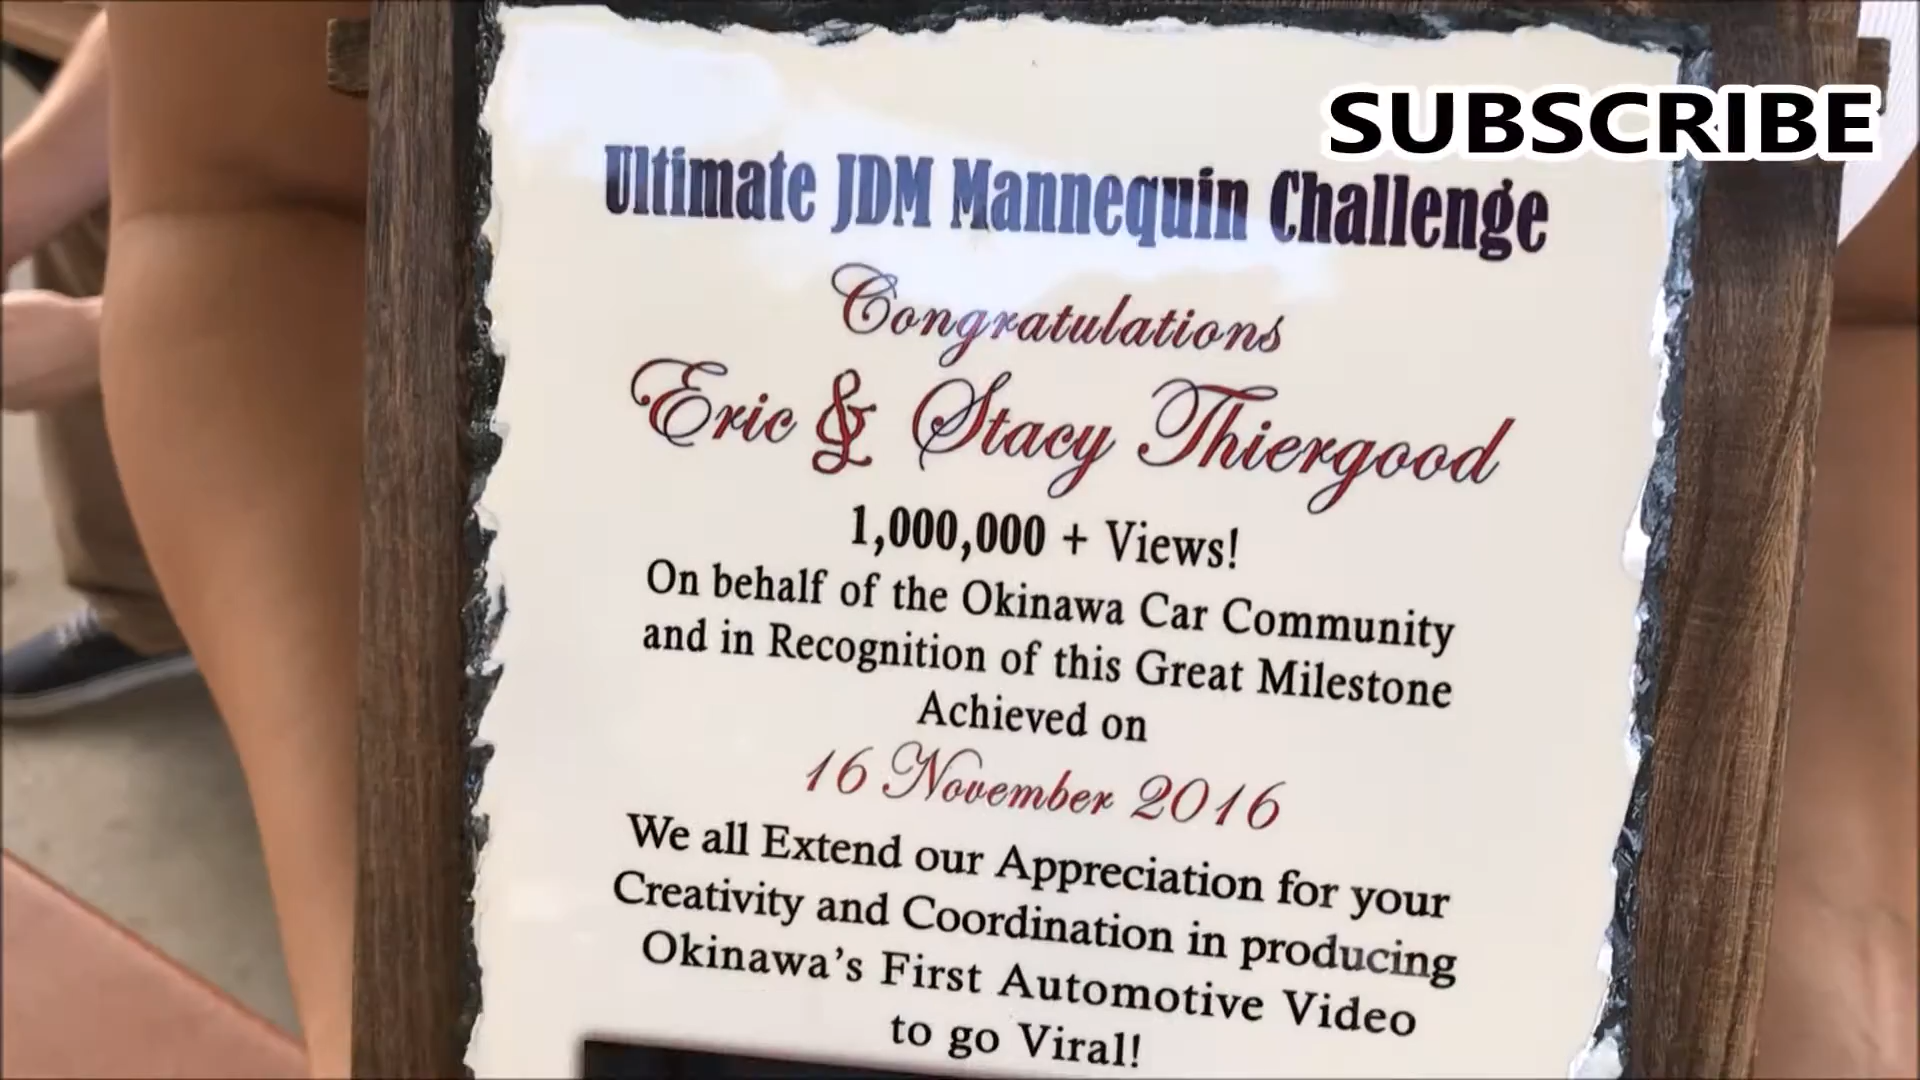 SUBSCRIBE
Ultimate JDM Mannequin Challenge
Congratulations
Eric & Stacy Thiergood
1,000,000 + Views!
On behalf of the Okinawa Car Community
and in Recognition of this Great Milestone
Achieved on
16 November 2016
We all Extend our Appreciation for your
Creativity and Coordination in producing
Okinawa's First Automotive Video
to go Viral!